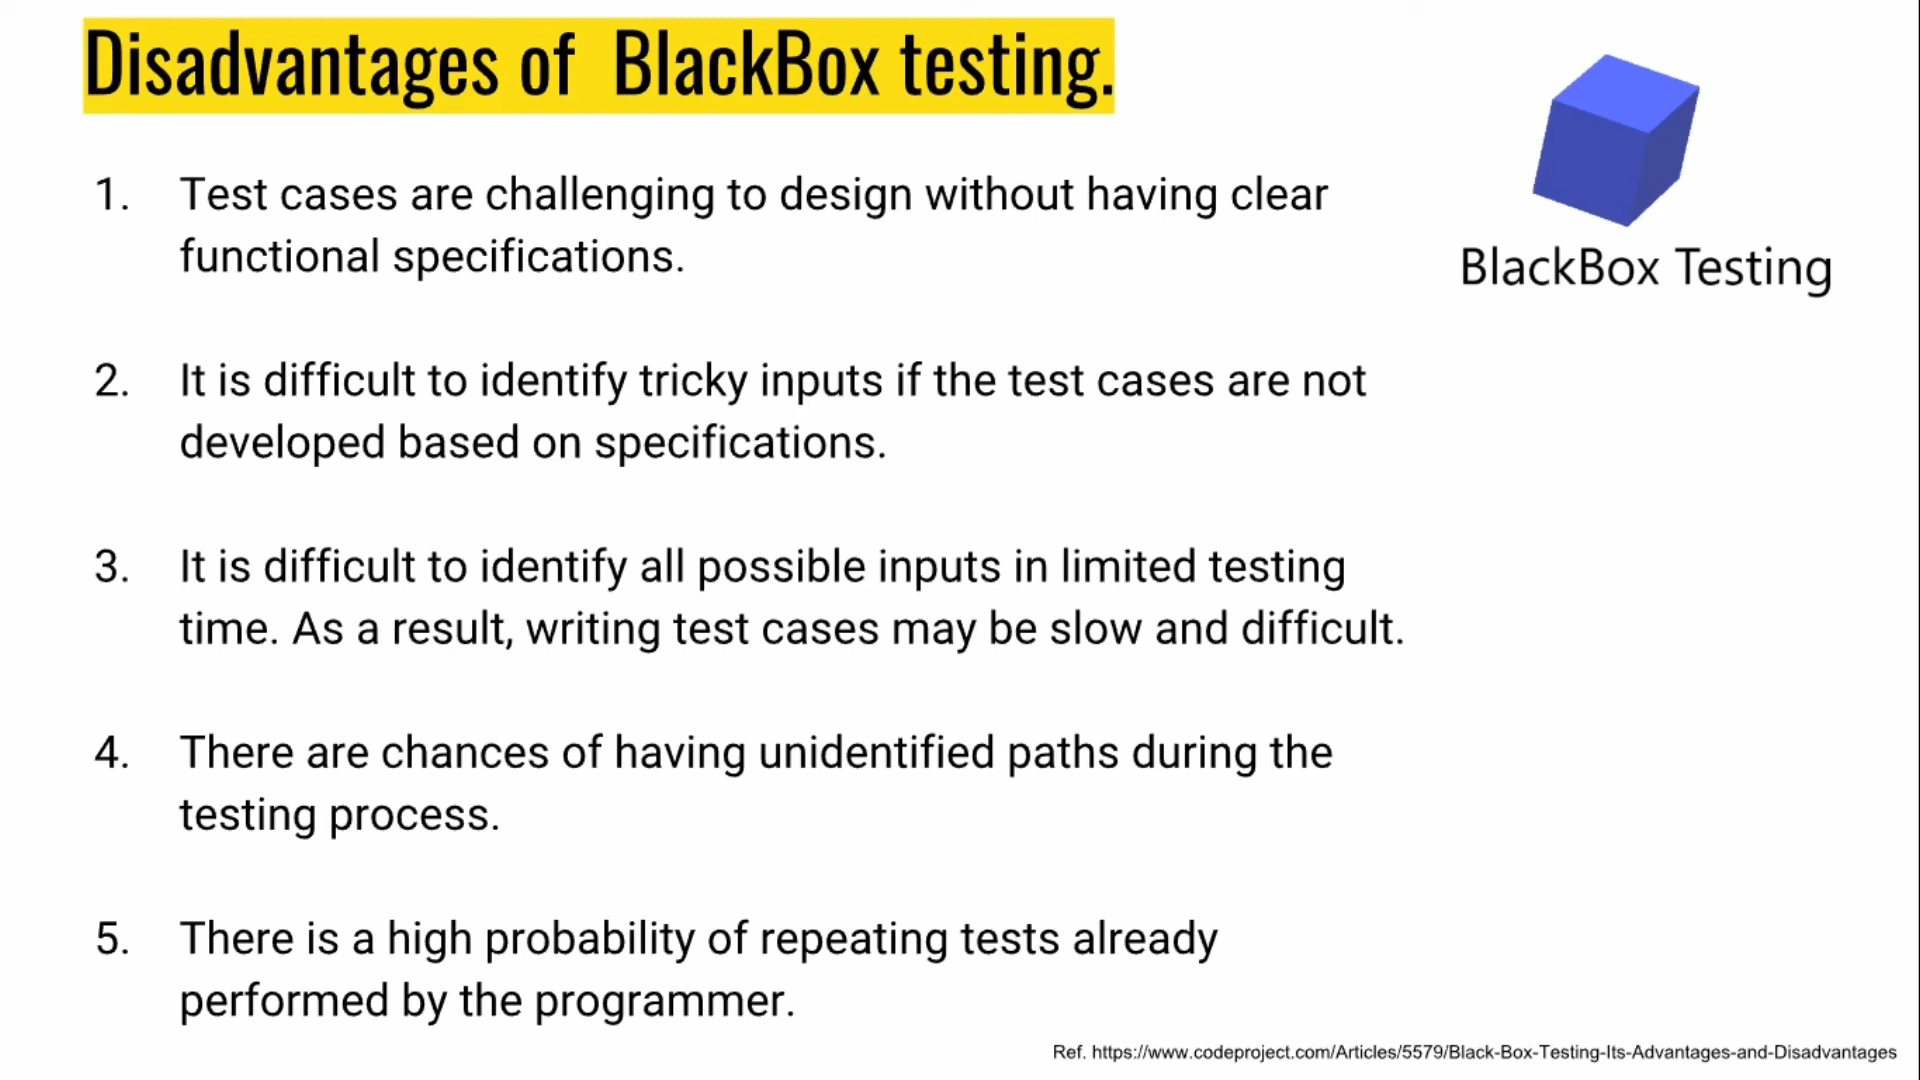 Disadvantages of  BlackBox testing.
BlackBox Testing
1. Test cases are challenging to design without having clear
functional specifications.
2. It is difficult to identify tricky inputs if the test cases are not
developed based on specifications.
3. It is difficult to identify all possible inputs in limited testing
time. As a result, writing test cases may be slow and difficult.
4. There are chances of having unidentified paths during the
testing process.
5. There is a high probability of repeating tests already
performed by the programmer.
Ref. https://www.codeproject.com/Articles/5579/Black-Box-Testing-Its-Advantages-and-Disadvantages